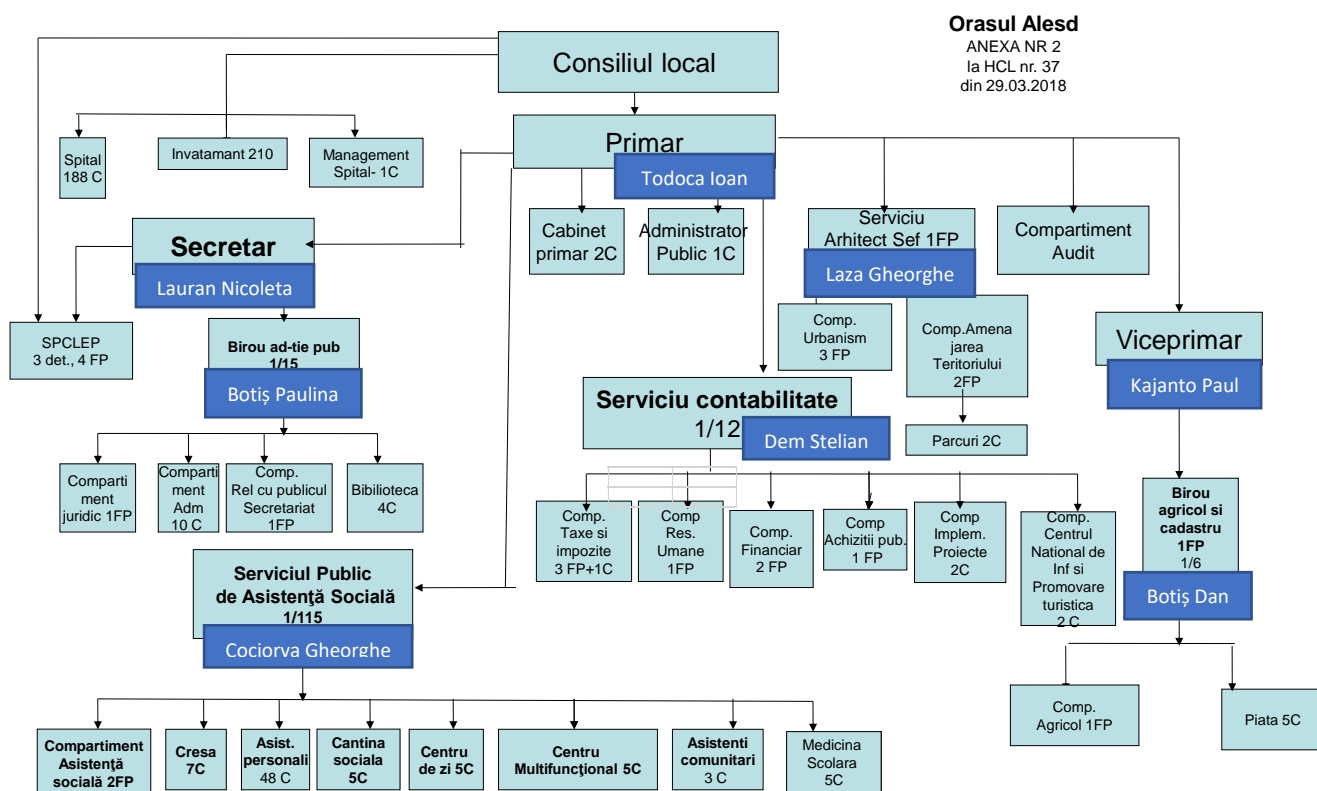 Orasul Alesd
ANEXA NR 2
la HCL nr. 37
din 29.03.2018
Consiliul local
Primar
Todoca Ioan
Spital
188 C
Invatamant 210
Management
Spital- 1C
Secretar
Lauran Nicoleta
Cabinet
primar 2C
Administrator
Public 1C
Serviciu
Arhitect Sef 1FP
Laza Gheorghe
Compartiment
Audit
SPCLEP
3 det., 4 FP
Birou ad-tie pub
1/15
Botiș Paulina
Comp.
Urbanism
3 FP
Comp.Amena
jarea
Teritoriului
2FP
Viceprimar
Kajanto Paul
Serviciu contabilitate
1/12
Dem Stelian
Parcuri 2C
Comparti
ment
juridic 1FP
Comparti
ment
Adm
10 C
Comp.
Rel cu publicul
Secretariat
1FP
Bibilioteca
4C
Comp.
Taxe si
impozite
3 FP+1C
Comp
Res.
Umane
1FP
Comp.
Financiar
2 FP
Comp
Achizitii pub.
1 FP
Comp
Implem.
Proiecte
2C
Comp.
Centrul
National de
Inf si
Promovare
turistica
2 C
Birou
agricol si
cadastru
1FP
1/6
Botiș Dan
Serviciul Public
de Asistenţă Socială
1/115
Cociorva Gheorghe
Comp.
Agricol 1FP
Piata 5C
Compartiment
Asistenţă
socială 2FP
Cresa
7C
Asist.
personali
48 C
Cantina
sociala
5C
Centru
de zi 5C
Centru
Multifuncţional 5C
Asistenti
comunitari
3 C
Medicina
Scolara
5C